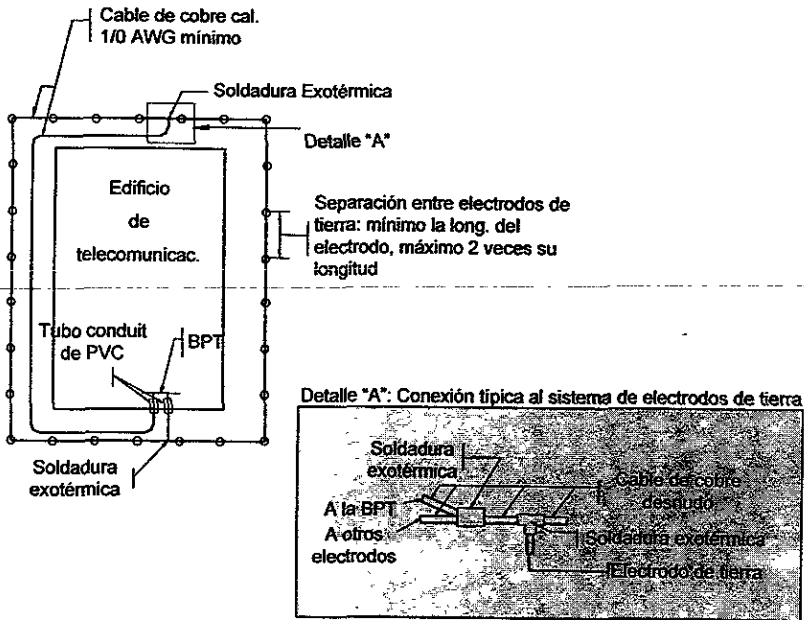 Cable de cobre cal.
1/0 AWG mínimo
Soldadura Exotérmica
Detalle "A"
Edificio
de
telecomunicac.
Separación entre electrodos de
tierra: mínimo la long. del
electrodo, máximo 2 veces su
longitud
Tubo conduit
de PVC
BPT
Soldadura
exotérmica
Detalle "A": Conexión típica al sistema de electrodos de tierra
Soldadura
exotérmica
Cable de cobre
desnudo
A la BPT
A otros
electrodos
Soldadura exotérmica
Electrodo de tierra